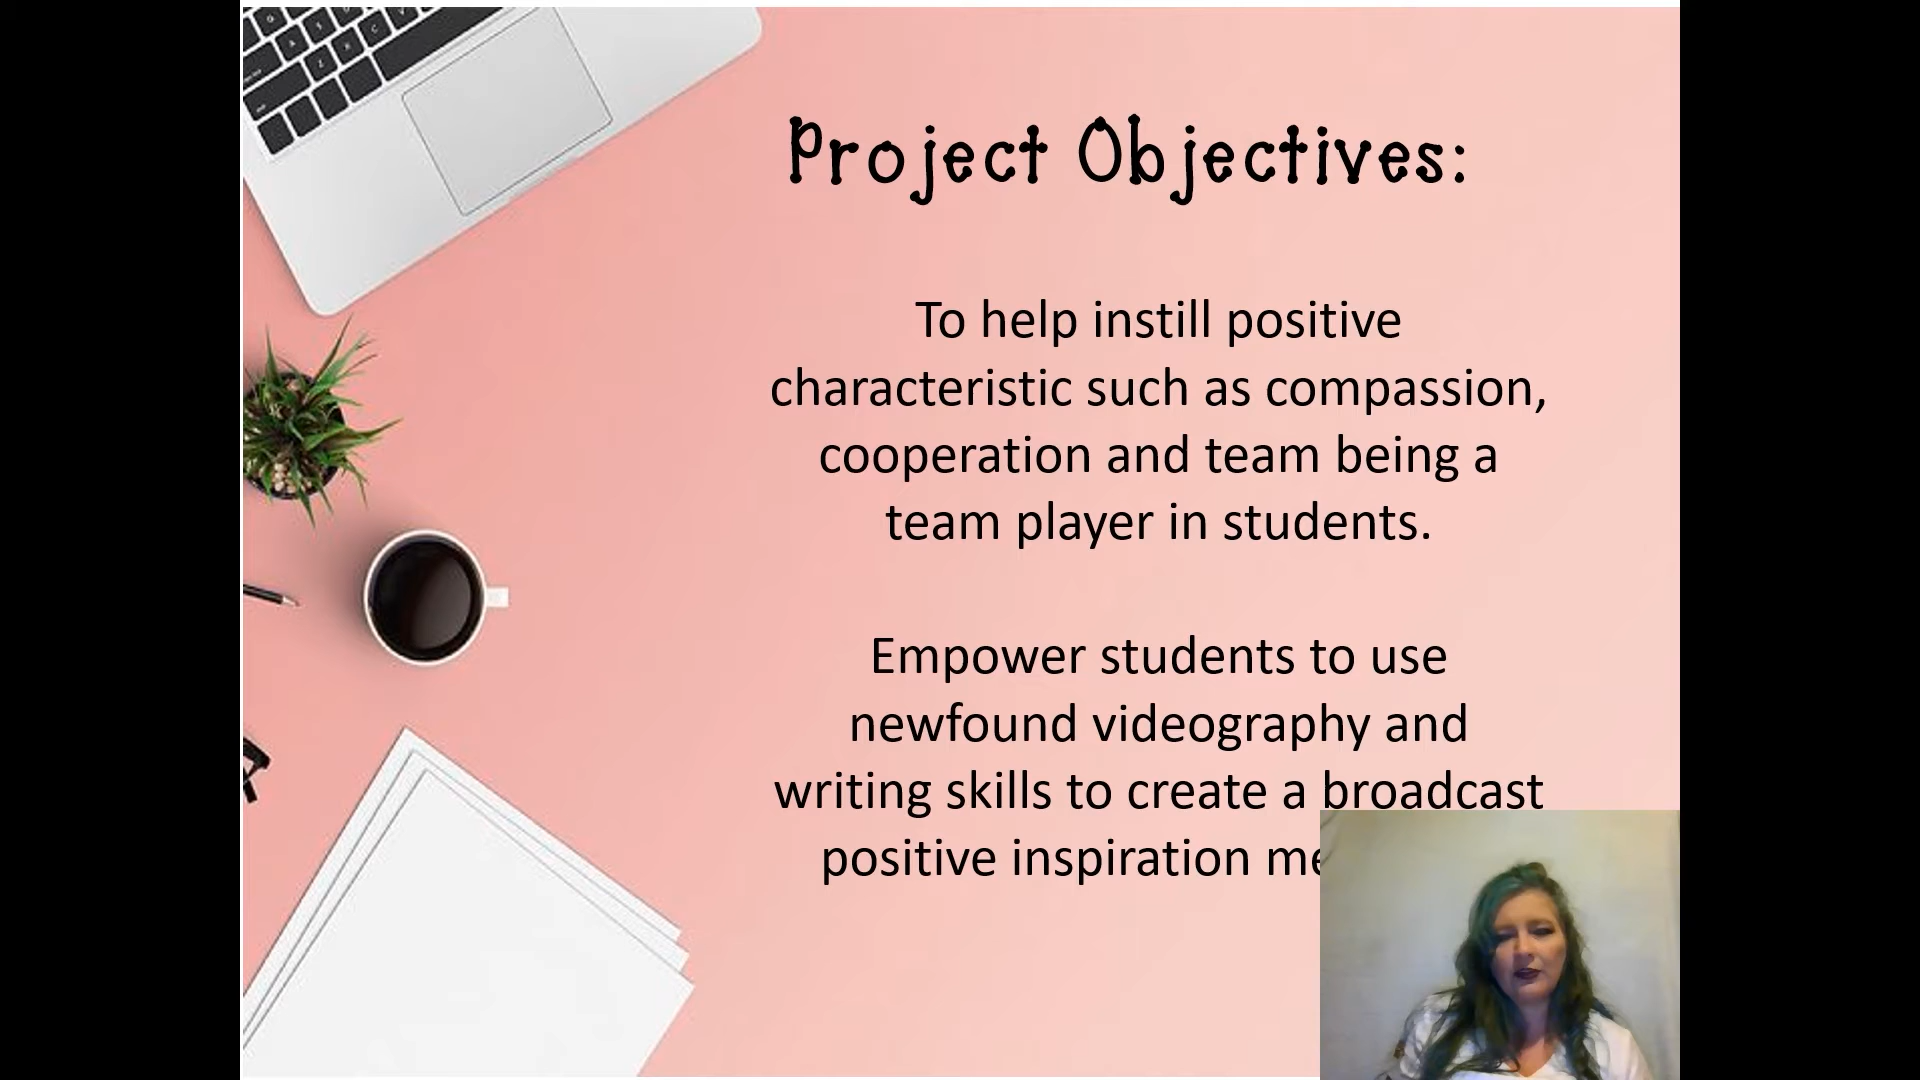 Project Objectives:
To help instill positive
characteristic such as compassion,
cooperation and team being a
team player in students.
Empower students to use
newfound videography and
writing skills to create a broadcast
positive inspiration